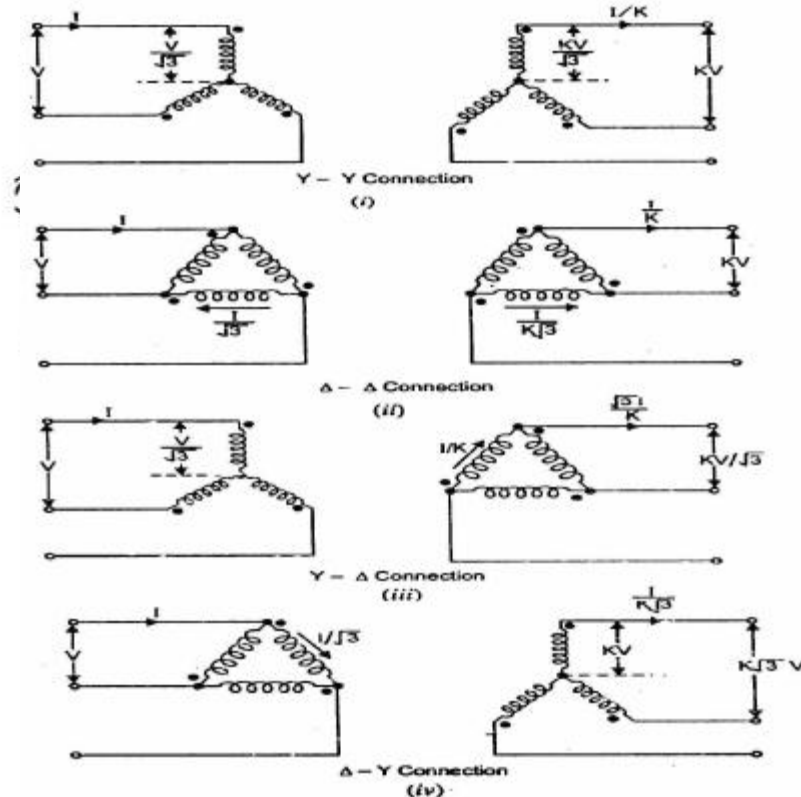 I V V/√3 I/K KV/√3 KV
Y – Y Connection
(i)
I V I/√3 I/K KV I/K√3
Δ – Δ Connection
(ii)
I V V/√3 I/K √3 I/K KV/√3
Y – Δ Connection
(iii)
I V I/√3 I/K√3 KV K√3 V
Δ – Y Connection
(iv)